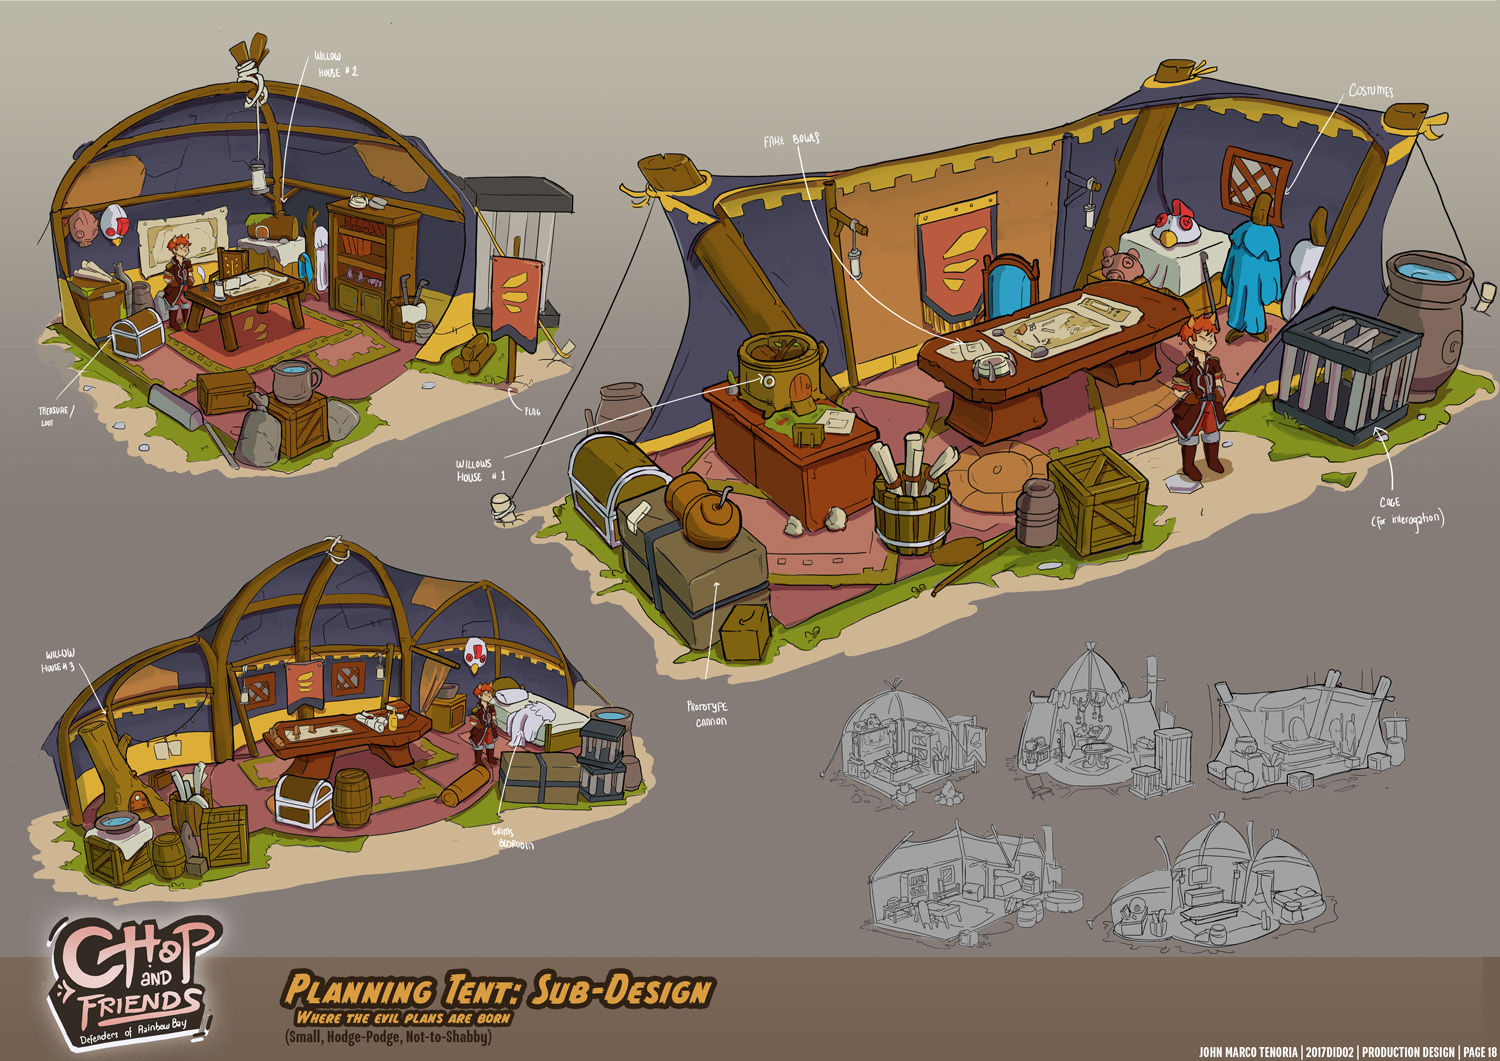 WILLOW
HOUSE #2
TREASURE/
LOOT
FLAG
FAKE BOWLS
COSTUMES
WILLOWS
HOUSE #1
CAGE
(for interogation)
PROTOTYPE
CANNON
WILLOW
HOUSE #3
GRIMS
BEDROOM
CHOP
AND
FRIENDS
Defenders of Rainbow Bay
PLANNING TENT: SUB-DESIGN
WHERE THE EVIL PLANS ARE BORN
(Small, Hodge-Podge, Not-to-Shabby)
JOHN MARCO TENORIA | 2017DID02 | PRODUCTION DESIGN | PAGE 18